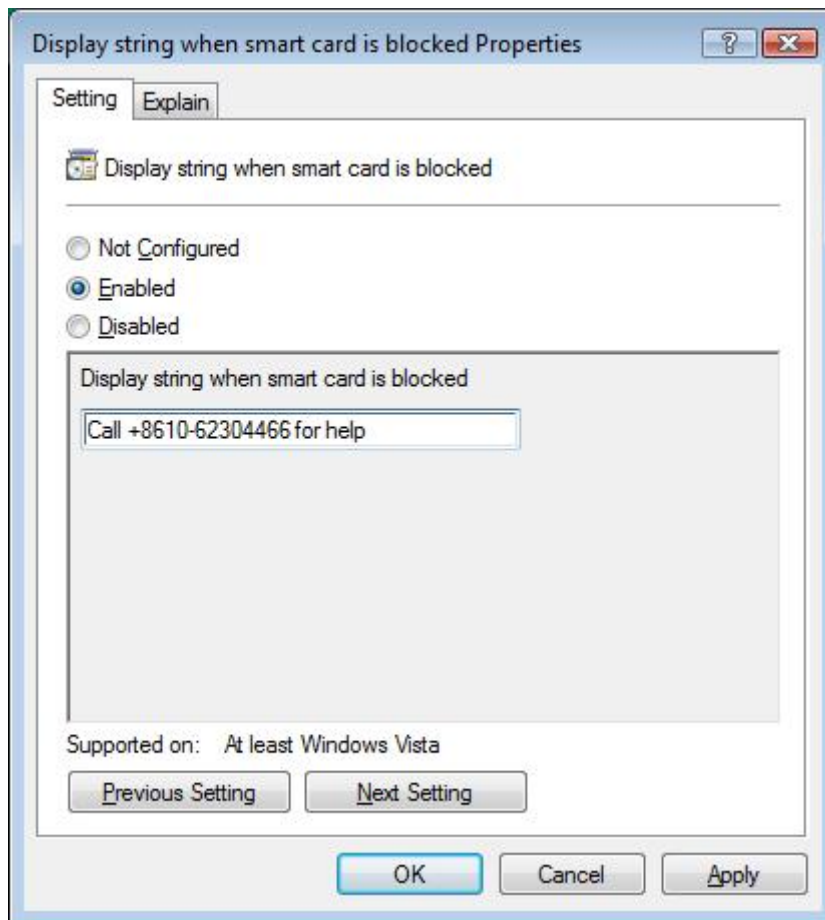 Display string when smart card is blocked Properties
Setting
Explain
Display string when smart card is blocked
Not Configured
Enabled
Disabled
Display string when smart card is blocked
Call +8610-62304466 for help
Supported on: At least Windows Vista
Previous Setting
Next Setting
OK
Cancel
Apply